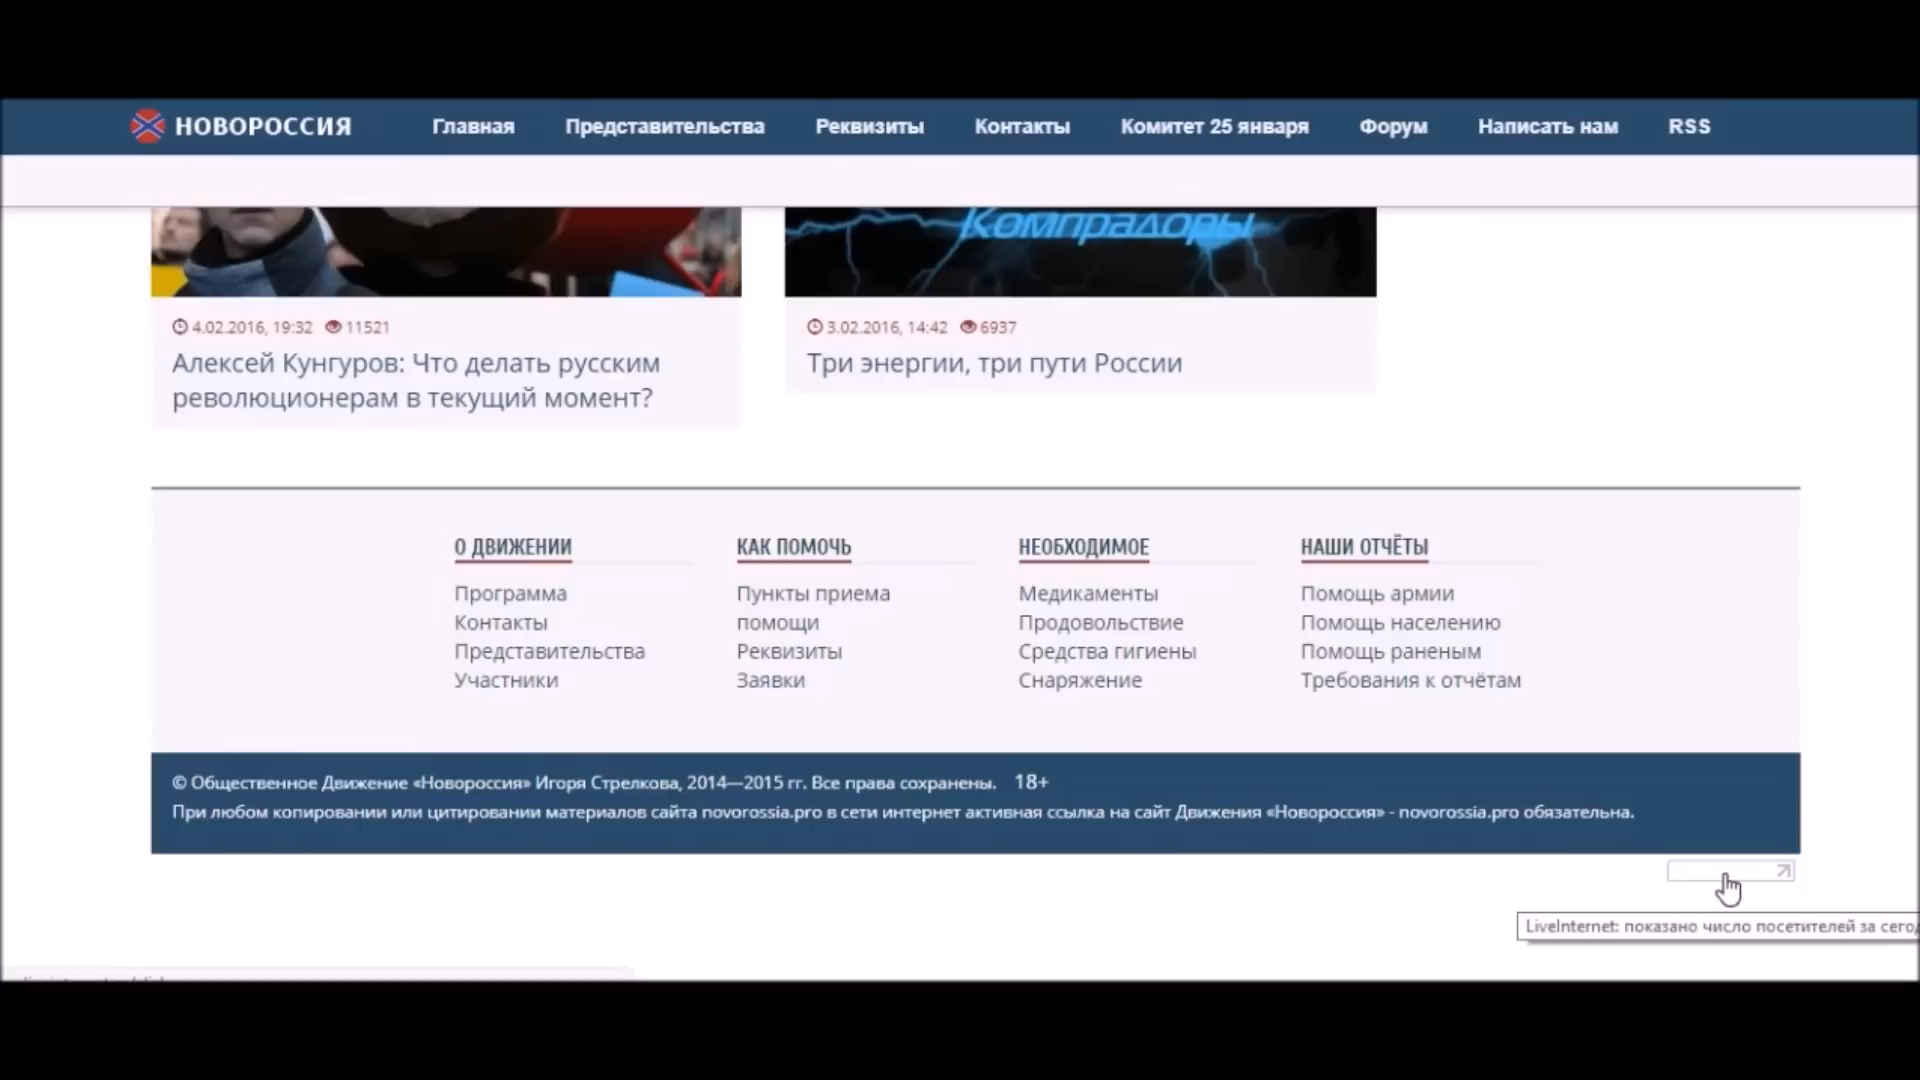 НОВОРОССИЯ Главная Представительства Реквизиты Контакты Комитет 25 января Форум Написать нам RSS
Компрадоры
4.02.2016, 19:32 11521
Алексей Кунгуров: Что делать русским
революционерам в текущий момент?
3.02.2016, 14:42 6937
Три энергии, три пути России
О ДВИЖЕНИИ
Программа
Контакты
Представительства
Участники
КАК ПОМОЧЬ
Пункты приема
помощи
Реквизиты
Заявки
НЕОБХОДИМОЕ
Медикаменты
Продовольствие
Средства гигиены
Снаряжение
НАШИ ОТЧЁТЫ
Помощь армии
Помощь населению
Помощь раненым
Требования к отчётам
© Общественное Движение «Новороссия» Игоря Стрелкова, 2014—2015 гг. Все права сохранены. 18+
При любом копировании или цитировании материалов сайта novorossia.pro в сети интернет активная ссылка на сайт Движения «Новороссия» - novorossia.pro обязательна.
LiveInternet: показано число посетителей за